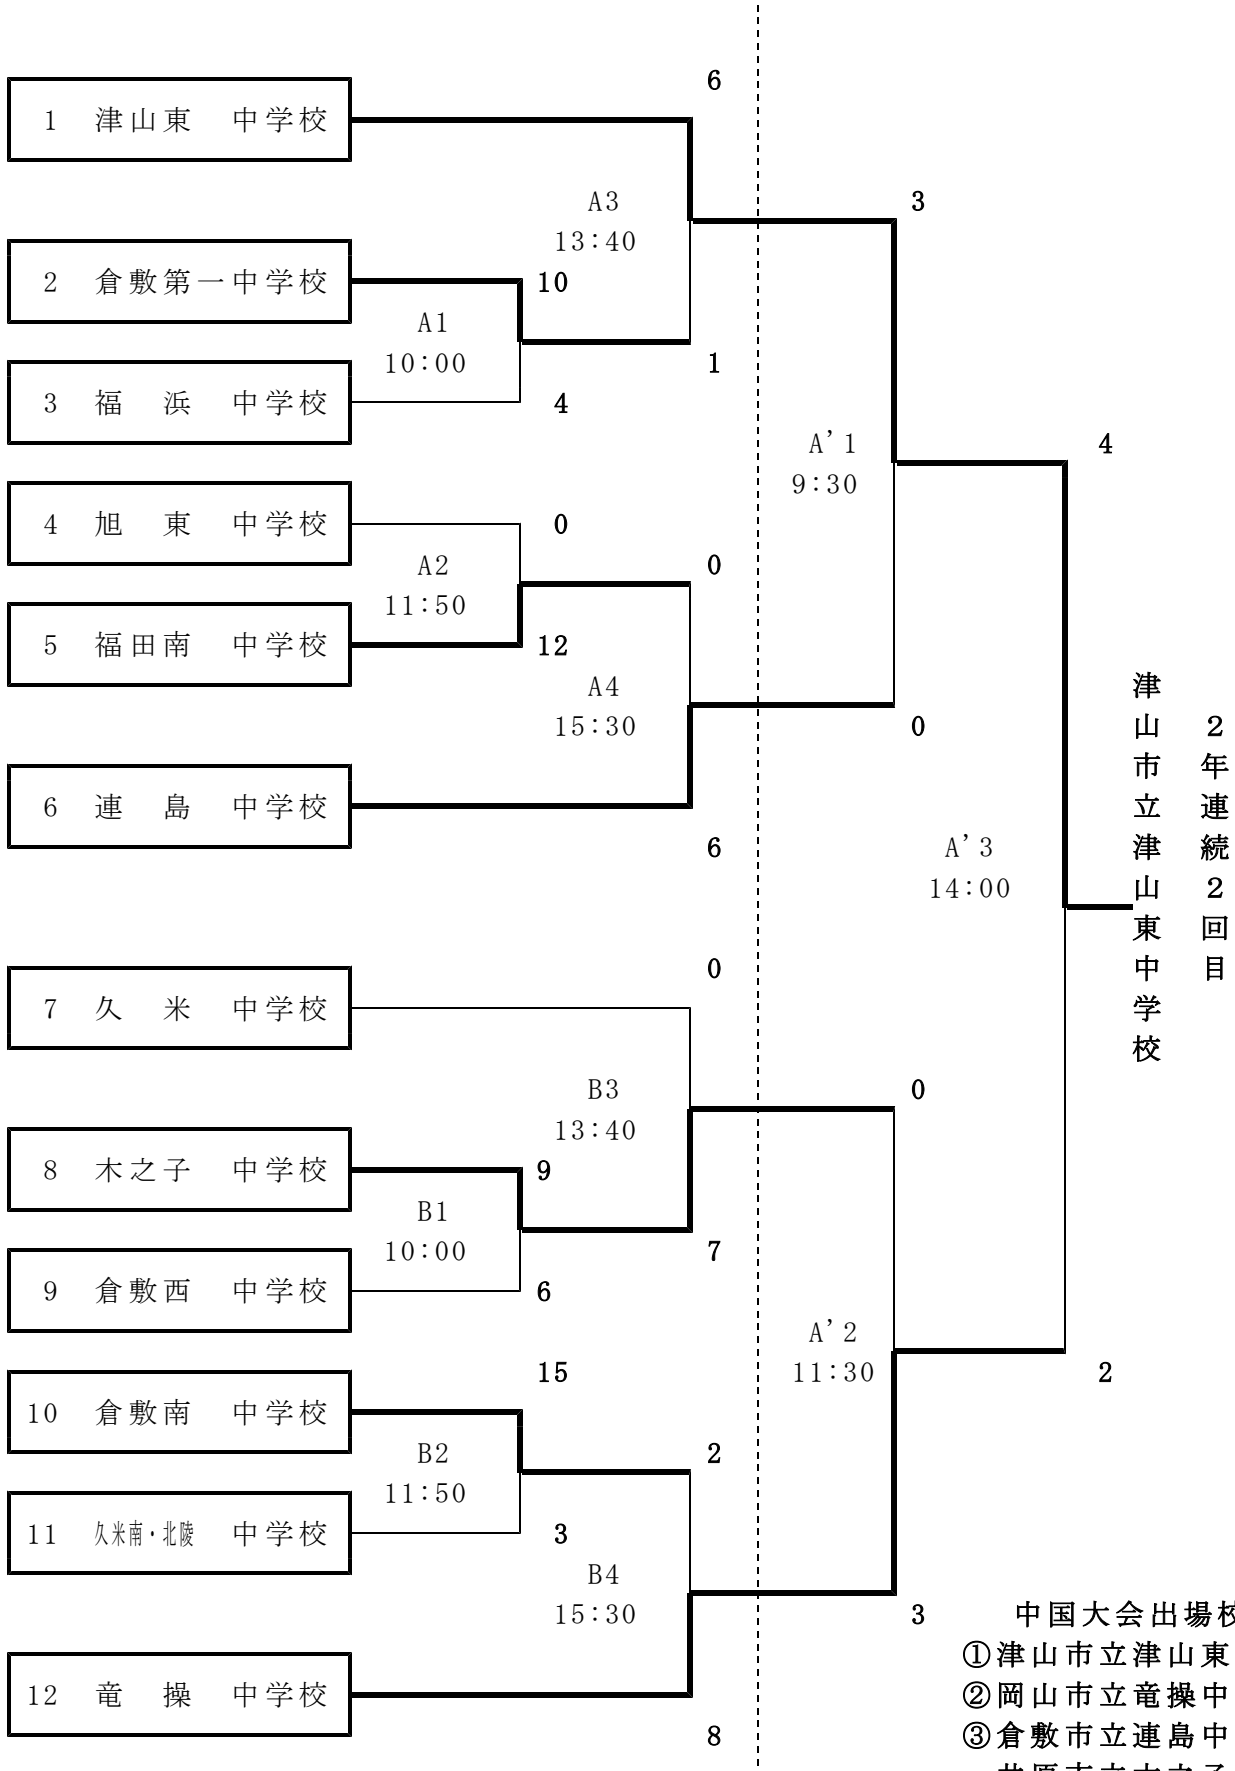 6
1 津山東 中学校
A3
13:40
3
2 倉敷第一中学校
10
A1
10:00
1
3 福 浜 中学校
4
A'1
9:30
4
4 旭 東 中学校
0
A2
11:50
0
5 福田南 中学校
12
A4
15:30
0
6 連 島 中学校
6
A'3
14:00
津山市立津山東中学校
2年連続2回目
0
7 久 米 中学校
B3
13:40
0
8 木之子 中学校
9
B1
10:00
7
9 倉敷西 中学校
6
A'2
11:30
2
15
10 倉敷南 中学校
B2
11:50
2
11 久米南・北陵 中学校
3
B4
15:30
3
12 竜 操 中学校
8
中国大会出場校
①津山市立津山東
②岡山市立竜操中
③倉敷市立連島中